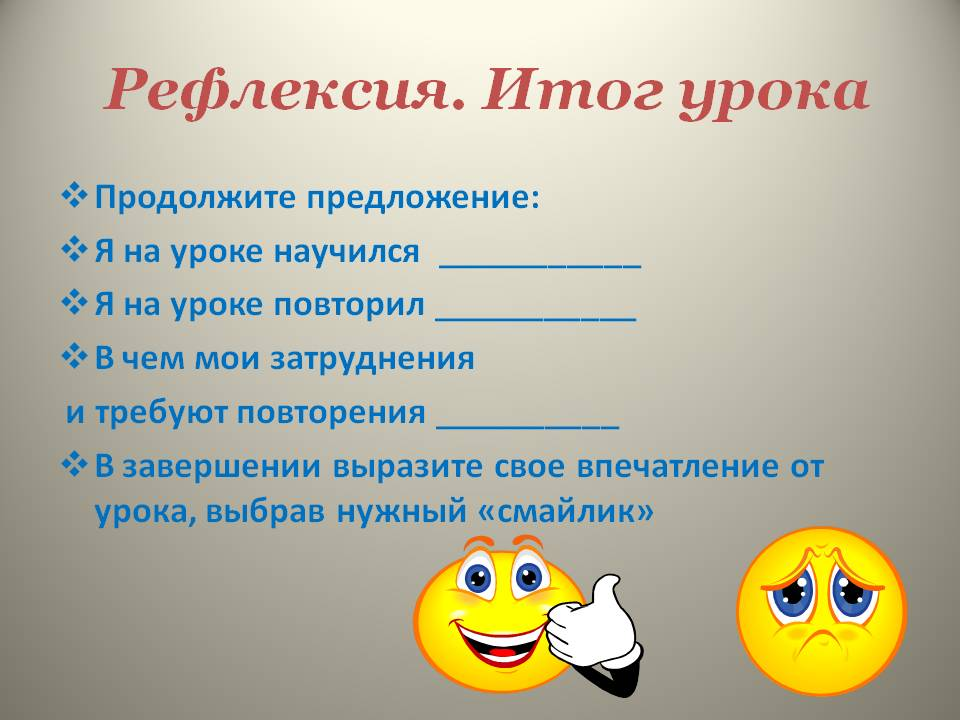 Рефлексия. Итог урока
❖ Продолжите предложение:
❖ Я на уроке научился ___________
❖ Я на уроке повторил ___________
❖ В чем мои затруднения
и требуют повторения __________
❖ В завершении выразите свое впечатление от
урока, выбрав нужный «смайлик»